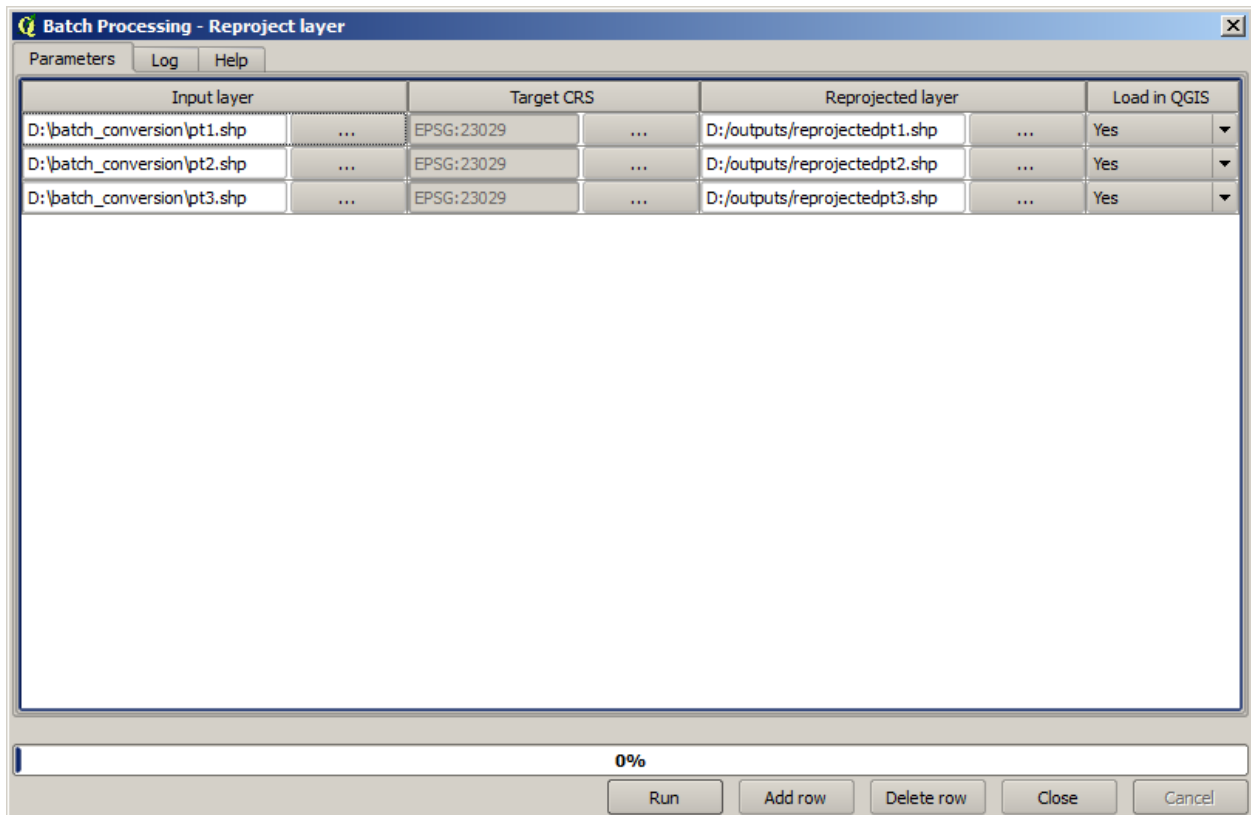 Batch Processing - Reproject layer
Parameters Log Help
Input layer Target CRS Reprojected layer Load in QGIS
D:\batch_conversion\pt1.shp ... EPSG:23029 ... D:/outputs/reprojectedpt1.shp ... Yes
D:\batch_conversion\pt2.shp ... EPSG:23029 ... D:/outputs/reprojectedpt2.shp ... Yes
D:\batch_conversion\pt3.shp ... EPSG:23029 ... D:/outputs/reprojectedpt3.shp ... Yes
0%
Run Add row Delete row Close Cancel